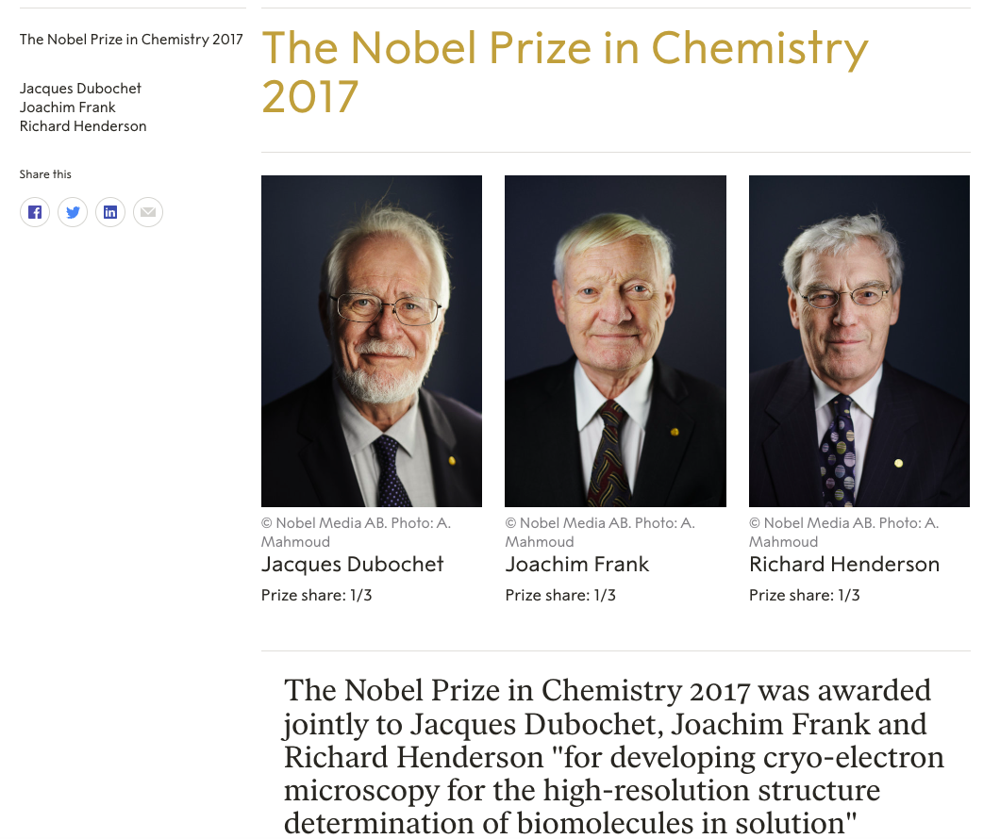 The Nobel Prize in Chemistry 2017
Jacques Dubochet
Joachim Frank
Richard Henderson
Share this
The Nobel Prize in Chemistry
2017
© Nobel Media AB. Photo: A.
Mahmoud
Jacques Dubochet
Prize share: 1/3
© Nobel Media AB. Photo: A.
Mahmoud
Joachim Frank
Prize share: 1/3
© Nobel Media AB. Photo: A.
Mahmoud
Richard Henderson
Prize share: 1/3
The Nobel Prize in Chemistry 2017 was awarded
jointly to Jacques Dubochet, Joachim Frank and
Richard Henderson "for developing cryo-electron
microscopy for the high-resolution structure
determination of biomolecules in solution"